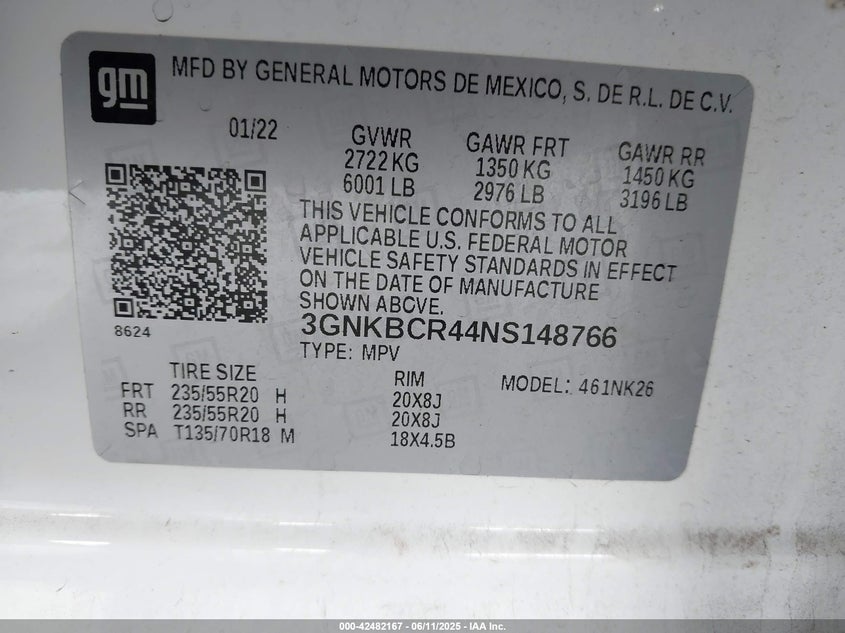 gm
MFD BY GENERAL MOTORS DE MEXICO, S. DE R.L. DE C.V.
01/22 GVWR GAWR FRT GAWR RR
2722 KG 1350 KG 1450 KG
6001 LB 2976 LB 3196 LB
THIS VEHICLE CONFORMS TO ALL
APPLICABLE U.S. FEDERAL MOTOR
VEHICLE SAFETY STANDARDS IN EFFECT
ON THE DATE OF MANUFACTURE
SHOWN ABOVE.
8624
3GNKBCR44NS148766
TYPE: MPV
TIRE SIZE RIM MODEL: 461NK26
FRT 235/55R20 H 20X8J
RR 235/55R20 H 20X8J
SPA T135/70R18 M 18X4.5B
000-42482167 - 06/11/2025 - IAA Inc.